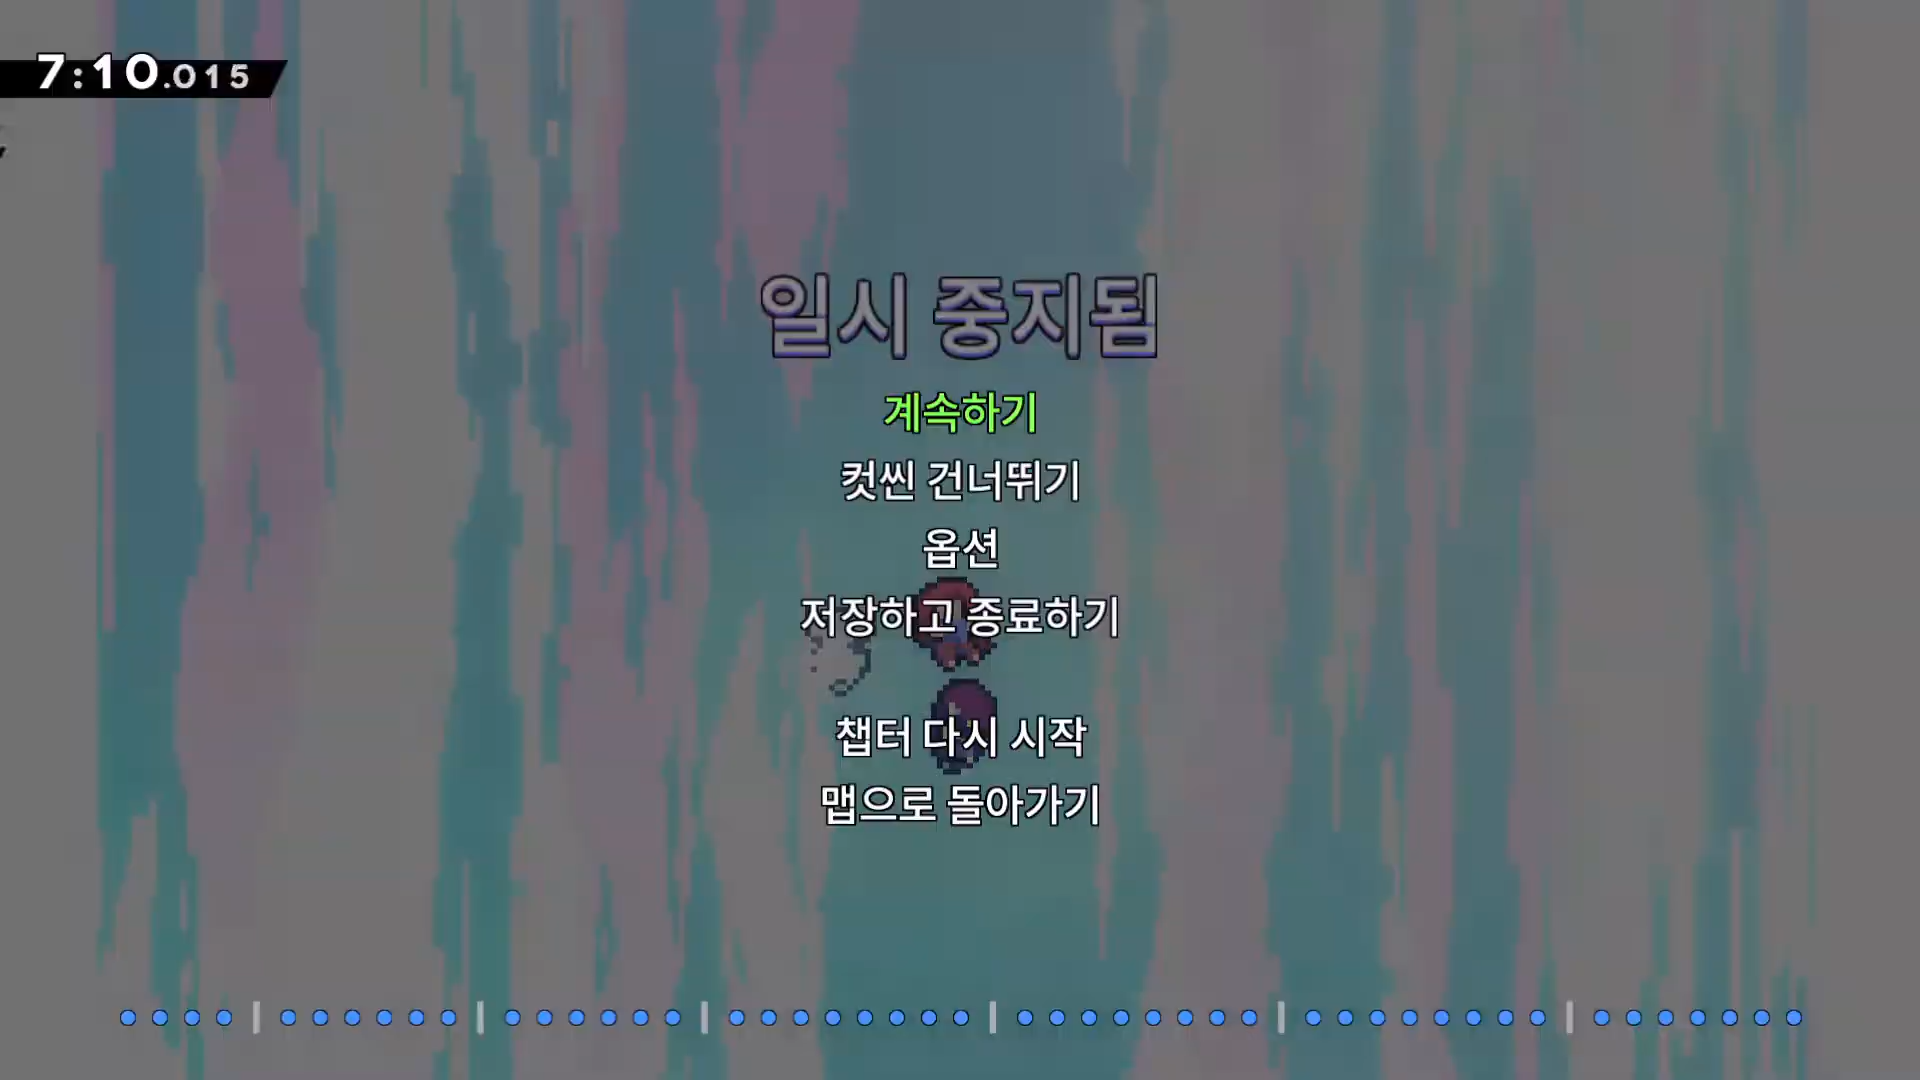 7:10.015
일시 중지됨
계속하기
컷씬 건너뛰기
옵션
저장하고 종료하기
챕터 다시 시작
맵으로 돌아가기